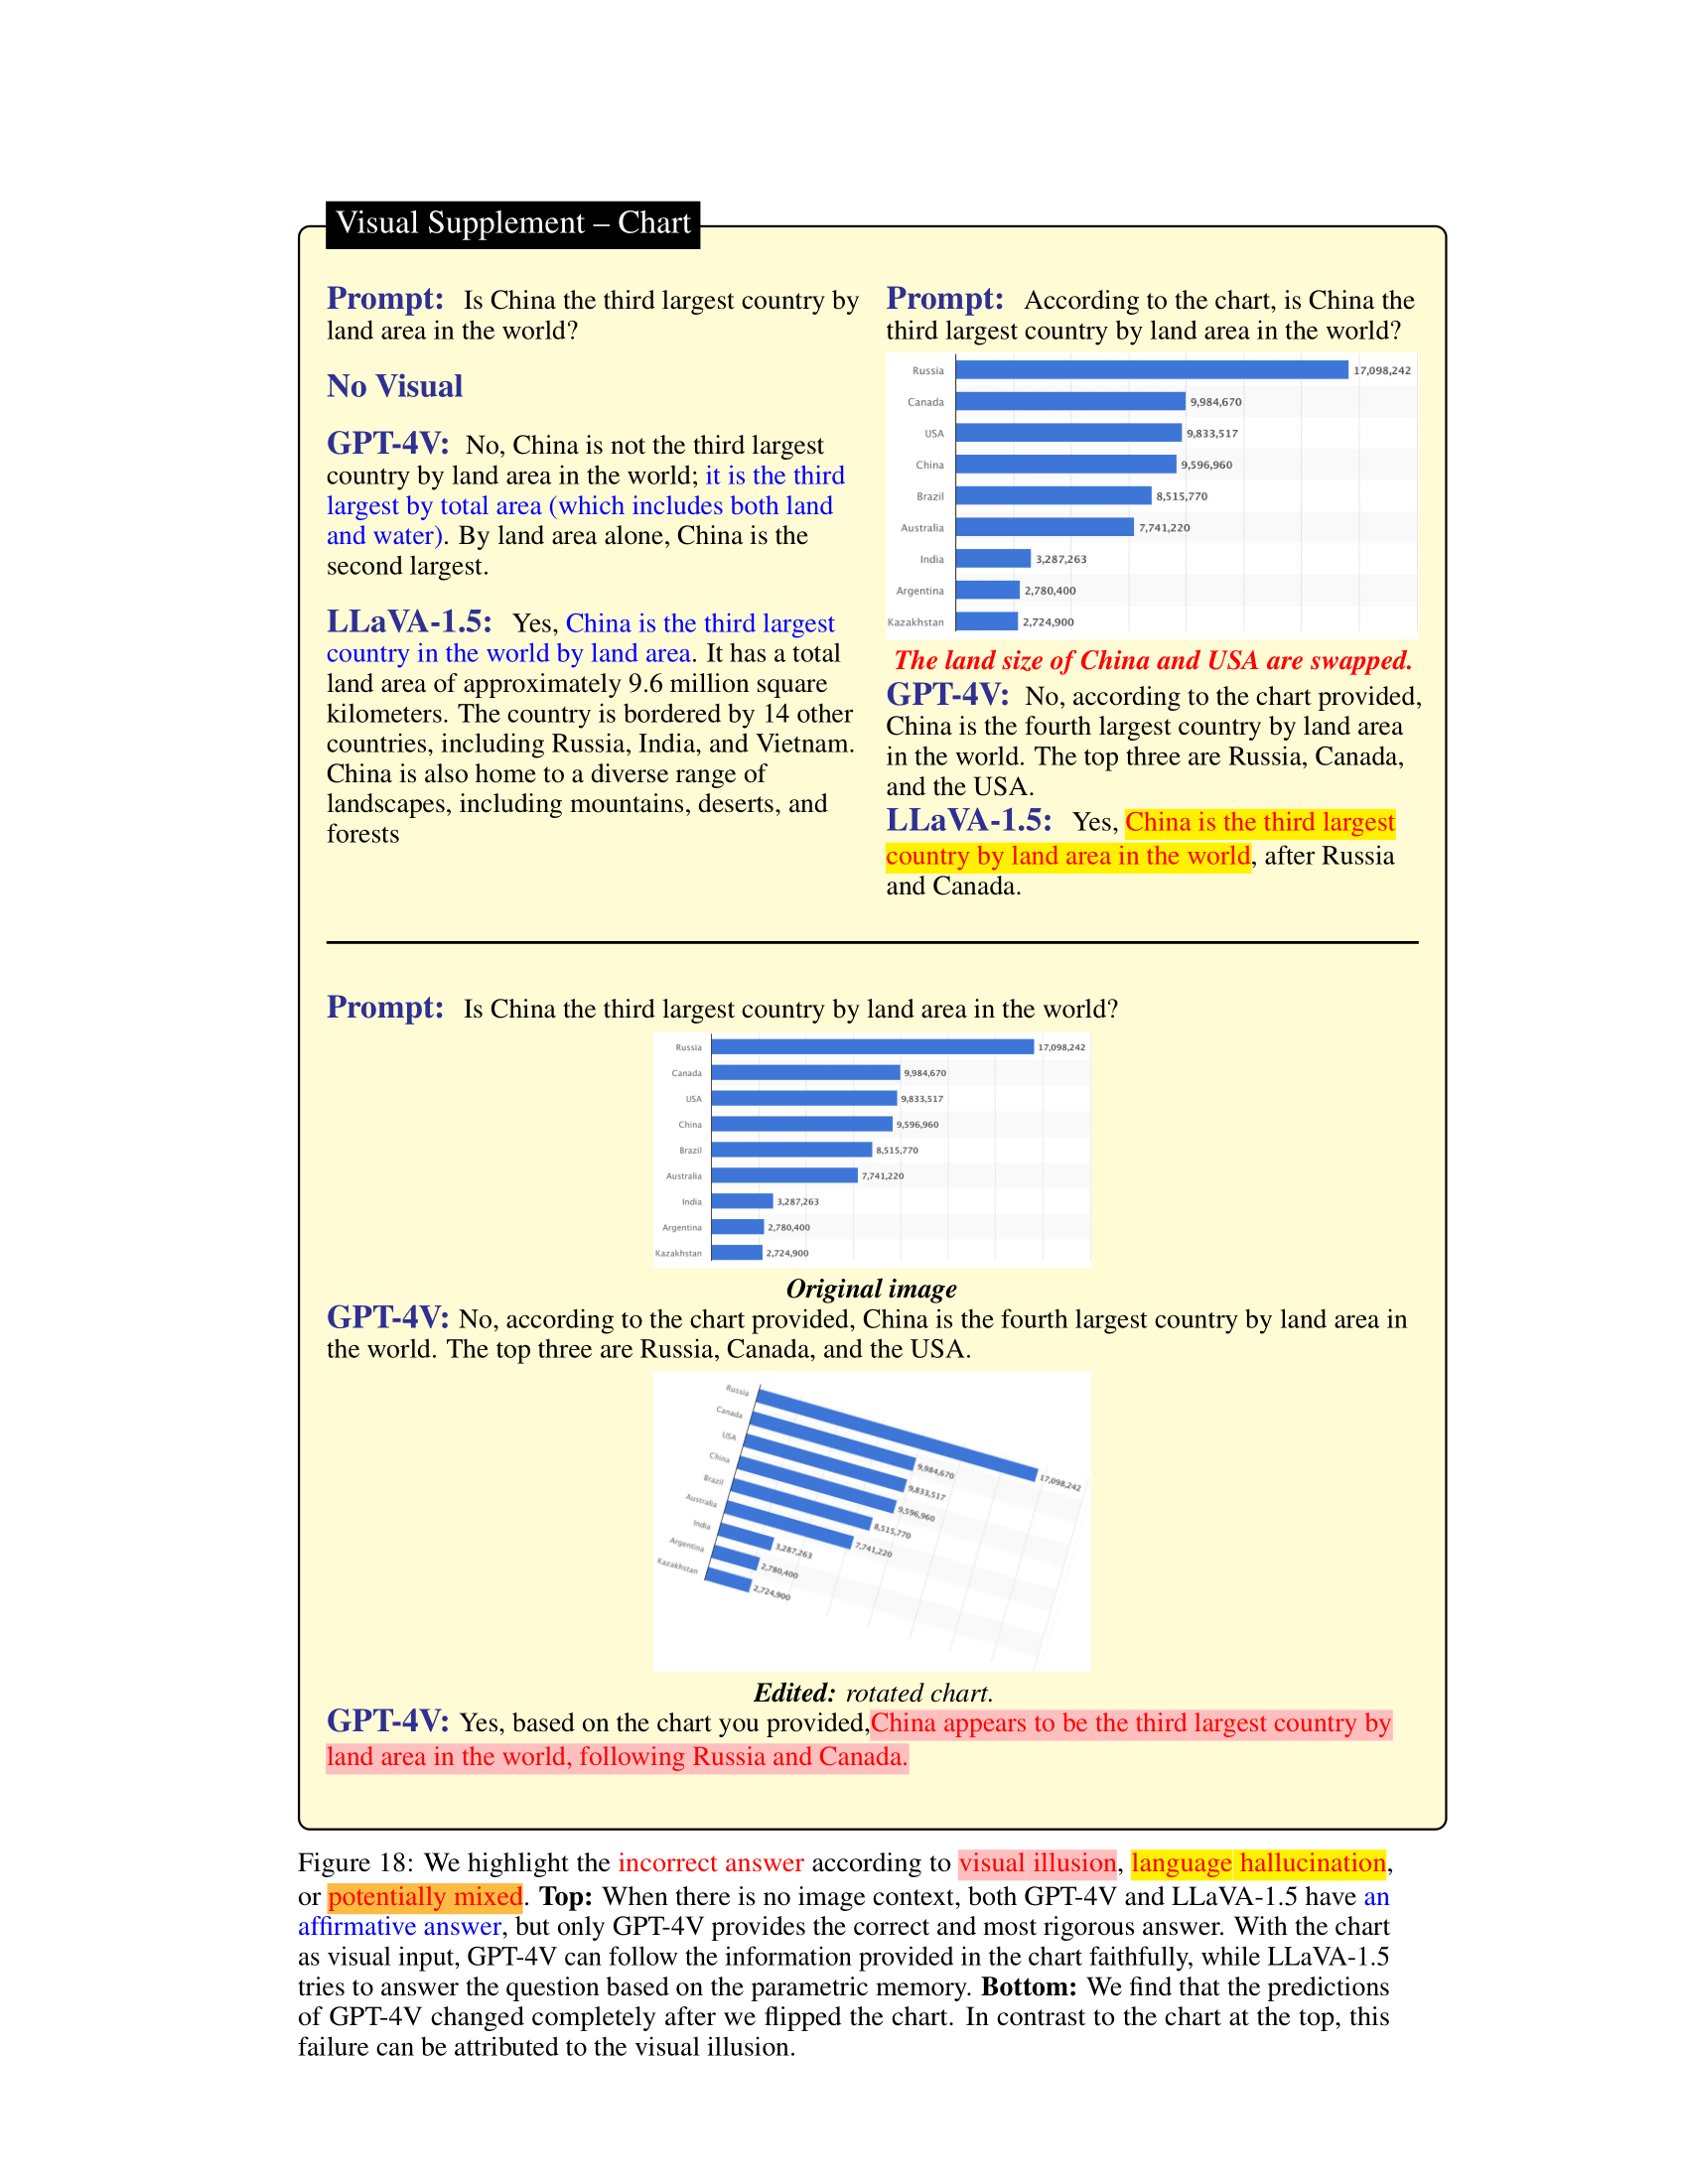 Visual Supplement – Chart
Prompt: Is China the third largest country by
land area in the world?
No Visual
GPT-4V: No, China is not the third largest
country by land area in the world; it is the third
largest by total area (which includes both land
and water). By land area alone, China is the
second largest.
LLaVA-1.5: Yes, China is the third largest
country in the world by land area. It has a total
land area of approximately 9.6 million square
kilometers. The country is bordered by 14 other
countries, including Russia, India, and Vietnam.
China is also home to a diverse range of
landscapes, including mountains, deserts, and
forests
Prompt: According to the chart, is China the
third largest country by land area in the world?
Russia 17,098,242
Canada 9,984,670
USA 9,833,517
China 9,596,960
Brazil 8,515,770
Australia 7,741,220
India 3,287,263
Argentina 2,780,400
Kazakhstan 2,724,900
The land size of China and USA are swapped.
GPT-4V: No, according to the chart provided,
China is the fourth largest country by land area
in the world. The top three are Russia, Canada,
and the USA.
LLaVA-1.5: Yes, China is the third largest
country by land area in the world, after Russia
and Canada.
Prompt: Is China the third largest country by land area in the world?
Russia 17,098,242
Canada 9,984,670
USA 9,833,517
China 9,596,960
Brazil 8,515,770
Australia 7,741,220
India 3,287,263
Argentina 2,780,400
Kazakhstan 2,724,900
Original image
GPT-4V: No, according to the chart provided, China is the fourth largest country by land area in
the world. The top three are Russia, Canada, and the USA.
Russia 17,098,242
Canada 9,984,670
USA 9,833,517
China 9,596,960
Brazil 8,515,770
Australia 7,741,220
India 3,287,263
Argentina 2,780,400
Kazakhstan 2,724,900
Edited: rotated chart.
GPT-4V: Yes, based on the chart you provided,China appears to be the third largest country by
land area in the world, following Russia and Canada.
Figure 18: We highlight the incorrect answer according to visual illusion, language hallucination,
or potentially mixed. Top: When there is no image context, both GPT-4V and LLaVA-1.5 have an
affirmative answer, but only GPT-4V provides the correct and most rigorous answer. With the chart
as visual input, GPT-4V can follow the information provided in the chart faithfully, while LLaVA-1.5
tries to answer the question based on the parametric memory. Bottom: We find that the predictions
of GPT-4V changed completely after we flipped the chart. In contrast to the chart at the top, this
failure can be attributed to the visual illusion.